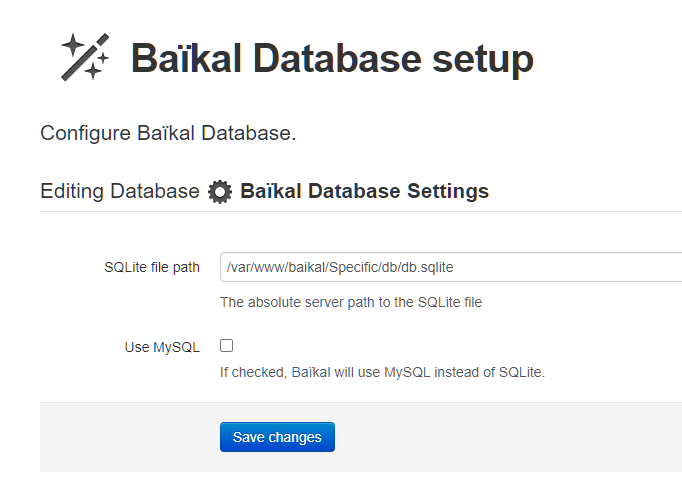 Baïkal Database setup
Configure Baïkal Database.
Editing Database Baïkal Database Settings
SQLite file path /var/www/baikal/Specific/db/db.sqlite
The absolute server path to the SQLite file
Use MySQL
If checked, Baïkal will use MySQL instead of SQLite.
Save changes